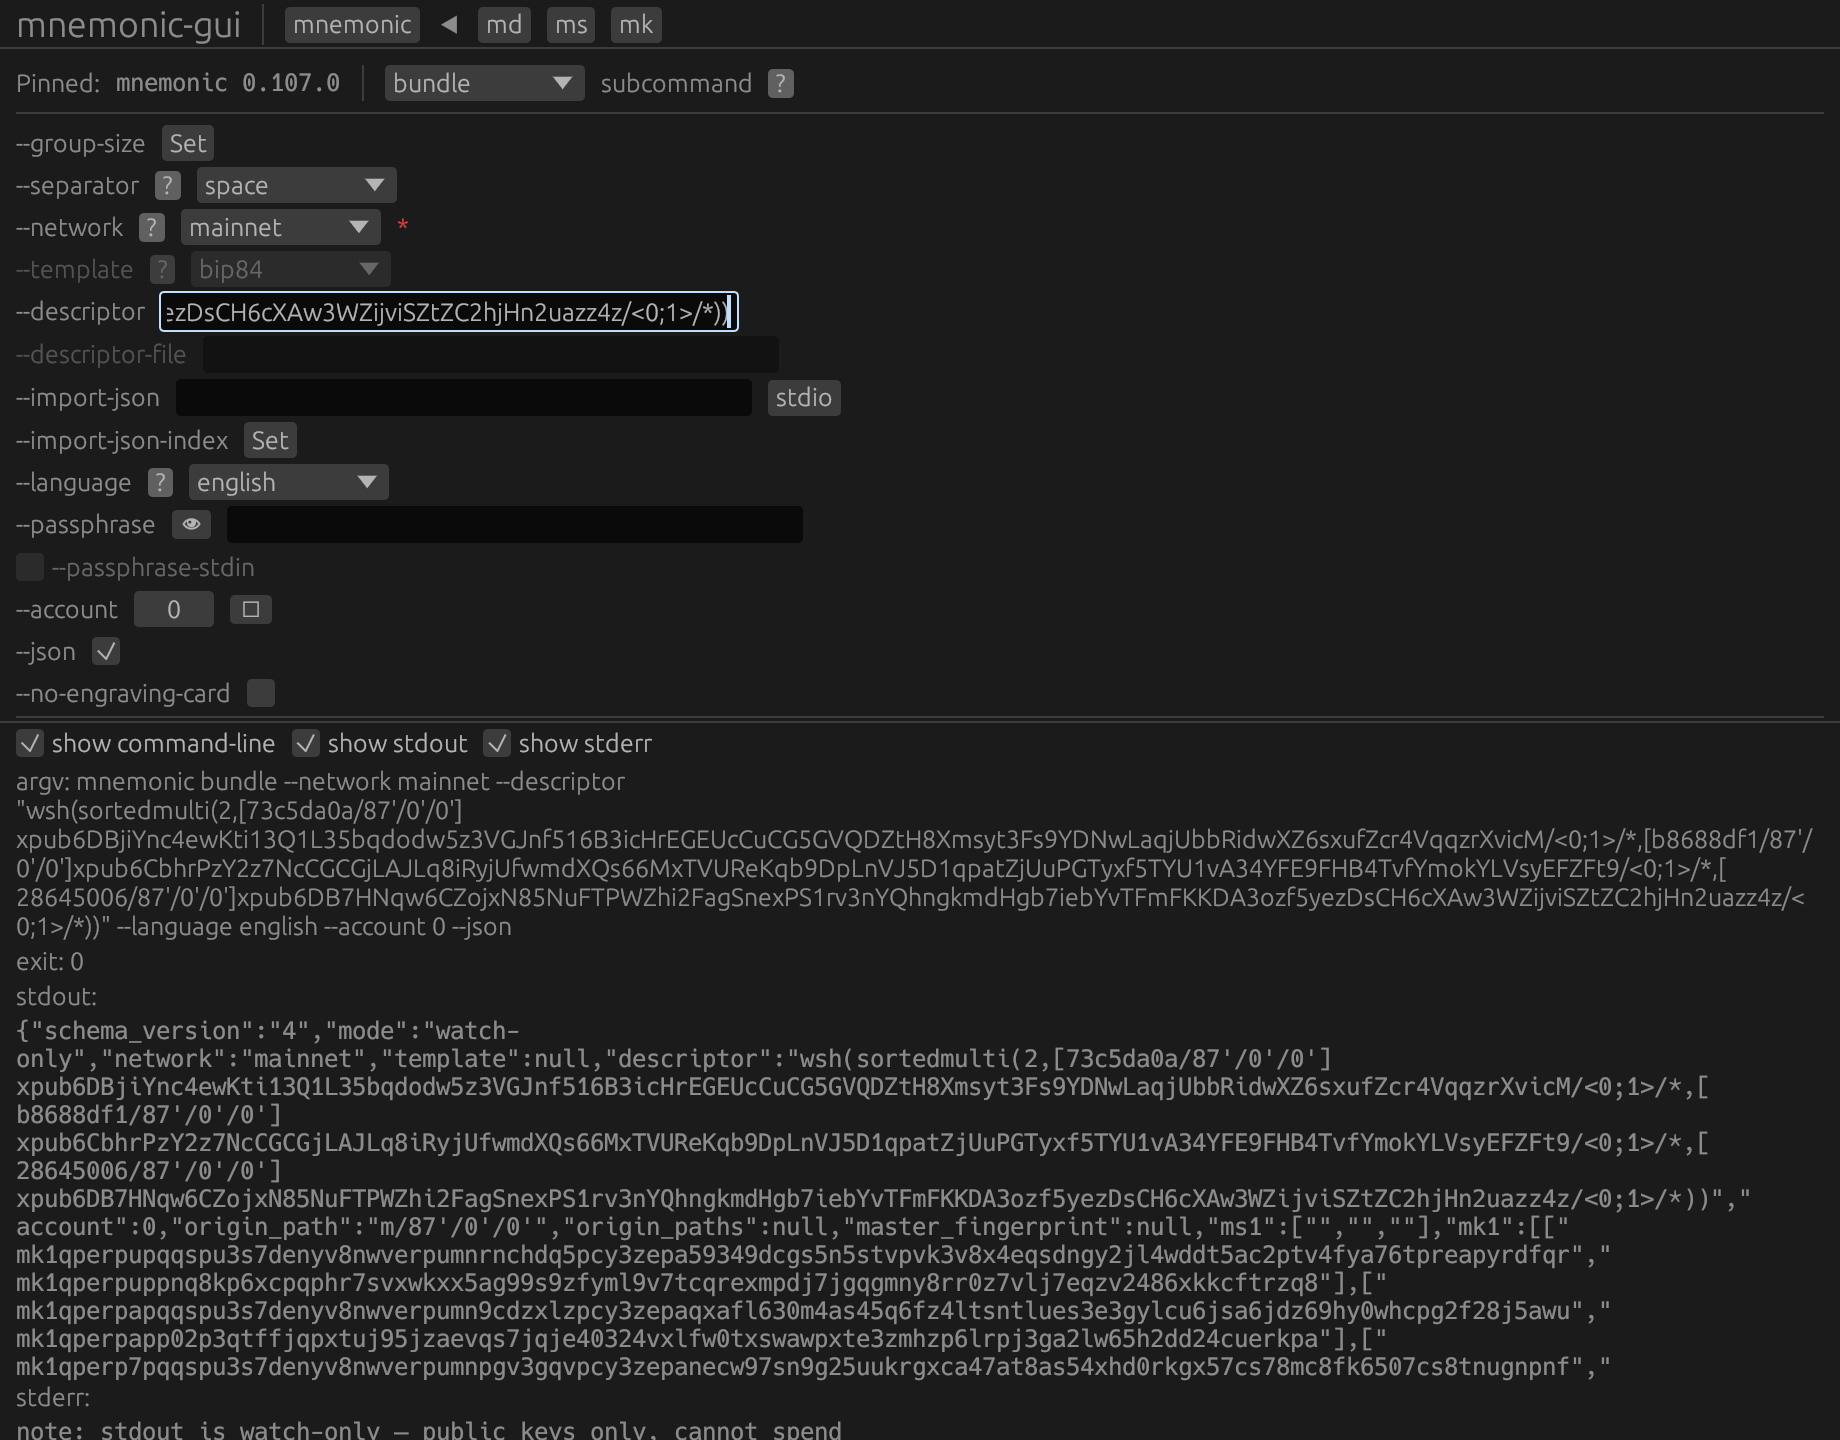 mnemonic-gui mnemonic ◀ md ms mk
Pinned: mnemonic 0.107.0 bundle subcommand ?
--group-size Set
--separator ? space
--network ? mainnet *
--template ? bip84
--descriptor ezDsCH6cXAw3WZijviSZtZC2hjHn2uazz4z/<0;1>/*))
--descriptor-file
--import-json stdio
--import-json-index Set
--language ? english
--passphrase
--passphrase-stdin
--account 0
--json
--no-engraving-card
show command-line show stdout show stderr
argv: mnemonic bundle --network mainnet --descriptor
"wsh(sortedmulti(2,[73c5da0a/87'/0'/0']
xpub6DBjiYnc4ewKti13Q1L35bqdodw5z3VGJnf516B3icHrEGEUcCuCG5GVQDZtH8Xmsyt3Fs9YDNwLaqjUbbRidwXZ6sxufZcr4VqqzrXvicM/<0;1>/*,[b8688df1/87'/
0'/0']xpub6CbhrPzY2z7NcCGCGjLAJLq8iRyjUfwmdXQs66MxTVUReKqb9DpLnVJ5D1qpatZjUuPGTyxf5TYU1vA34YFE9FHB4TvfYmokYLVsyEFZFt9/<0;1>/*,[
28645006/87'/0'/0']xpub6DB7HNqw6CZojxN85NuFTPWZhi2FagSnexPS1rv3nYQhngkmdHgb7iebYvTFmFKKDA3ozf5yezDsCH6cXAw3WZijviSZtZC2hjHn2uazz4z/<
0;1>/*))" --language english --account 0 --json
exit: 0
stdout:
{"schema_version":"4","mode":"watch-
only","network":"mainnet","template":null,"descriptor":"wsh(sortedmulti(2,[73c5da0a/87'/0'/0']
xpub6DBjiYnc4ewKti13Q1L35bqdodw5z3VGJnf516B3icHrEGEUcCuCG5GVQDZtH8Xmsyt3Fs9YDNwLaqjUbbRidwXZ6sxufZcr4VqqzrXvicM/<0;1>/*,[
b8688df1/87'/0'/0']
xpub6CbhrPzY2z7NcCGCGjLAJLq8iRyjUfwmdXQs66MxTVUReKqb9DpLnVJ5D1qpatZjUuPGTyxf5TYU1vA34YFE9FHB4TvfYmokYLVsyEFZFt9/<0;1>/*,[
28645006/87'/0'/0']
xpub6DB7HNqw6CZojxN85NuFTPWZhi2FagSnexPS1rv3nYQhngkmdHgb7iebYvTFmFKKDA3ozf5yezDsCH6cXAw3WZijviSZtZC2hjHn2uazz4z/<0;1>/*))","
account":0,"origin_path":"m/87'/0'/0'","origin_paths":null,"master_fingerprint":null,"ms1":["","",""],"mk1":[["
mk1qperpupqqspu3s7denyv8nwverpumnrnchdq5pcy3zepa59349dcgs5n5stvpvk3v8x4eqsdngy2jl4wddt5ac2ptv4fya76tpreapyrdfqr","
mk1qperpuppnq8kp6xcpqphr7svxwkxx5ag99s9zfyml9v7tcqrexmpdj7jgqgmny8rr0z7vlj7eqzv2486xkkcftrzq8"],["
mk1qperpapqqspu3s7denyv8nwverpumn9cdzxlzpcy3zepaqxafl630m4as45q6fz4ltsntlues3e3gylcu6jsa6jdz69hy0whcpg2f28j5awu","
mk1qperpapp02p3qtffjqpxtuj95jzaevqs7jqje40324vxlfw0txswawpxte3zmhzp6lrpj3ga2lw65h2dd24cuerkpa"],["
mk1qperp7pqqspu3s7denyv8nwverpumnpgv3gqvpcy3zepanecw97sn9g25uukrgxca47at8as54xhd0rkgx57cs78mc8fk6507cs8tnugnpnf","
stderr:
note: stdout is watch-only — public keys only, cannot spend